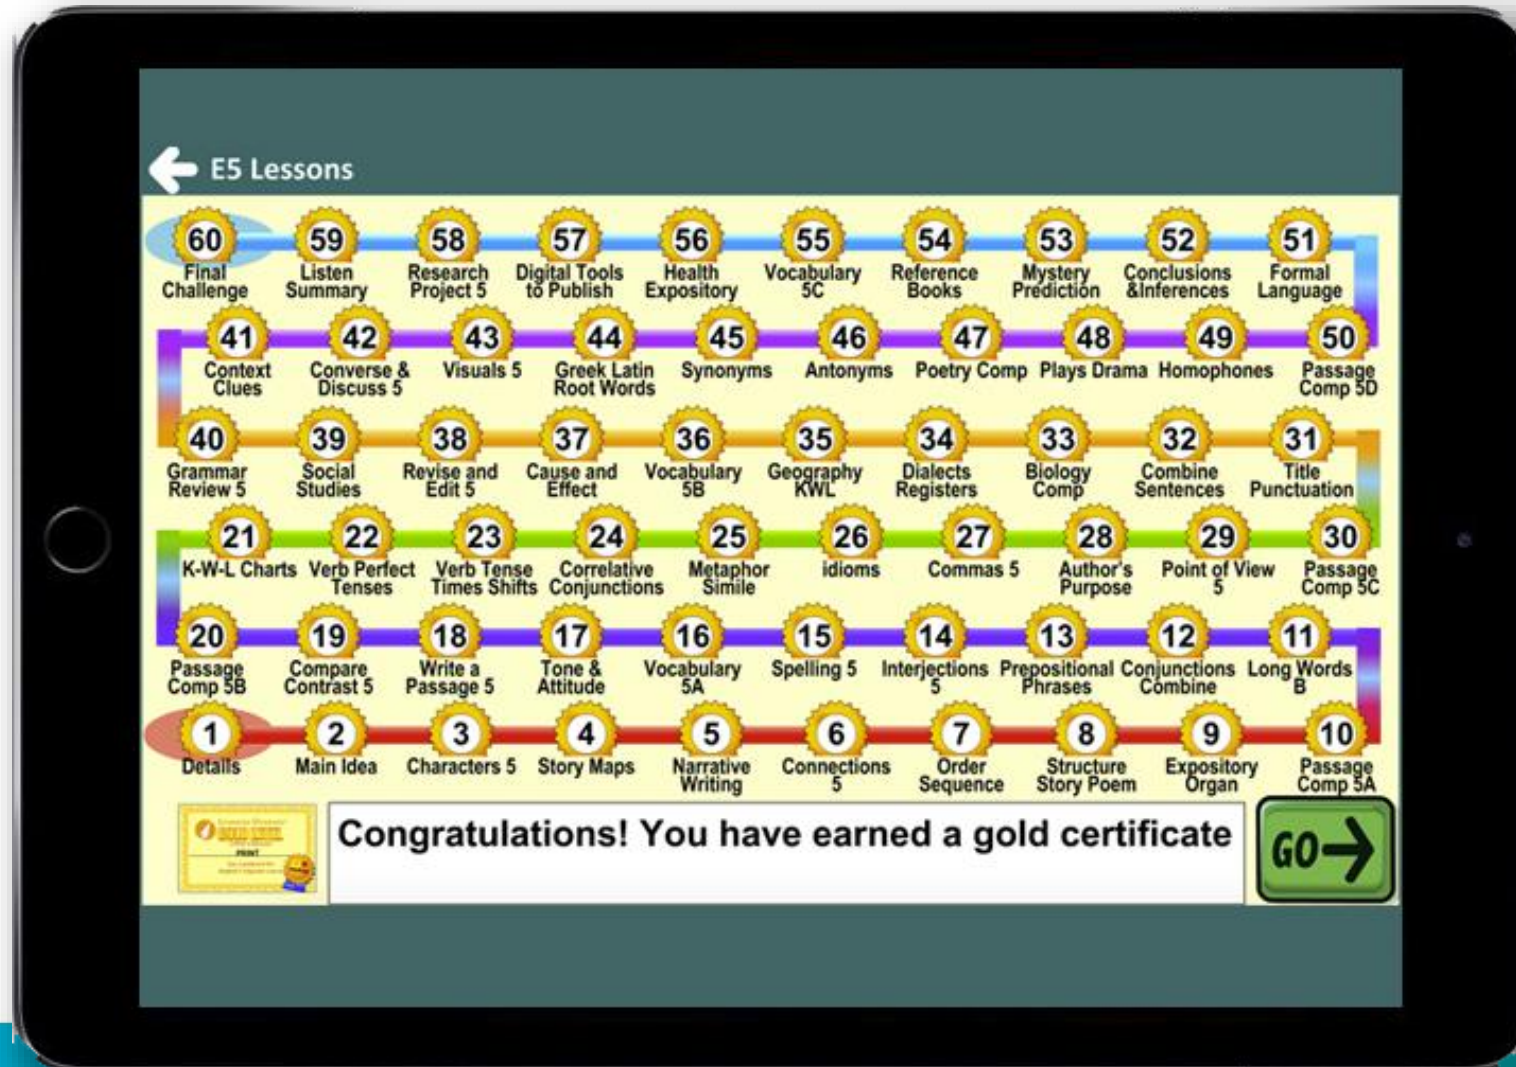 E5 Lessons
60 59 58 57 56 55 54 53 52 51
Final Challenge
Listen Summary
Research Project 5
Digital Tools to Publish
Health Expository
Vocabulary 5C
Reference Books
Mystery Prediction
Conclusions &Inferences
Formal Language
41 42 43 44 45 46 47 48 49 50
Context Clues
Converse & Discuss 5
Visuals 5
Greek Latin Root Words
Synonyms
Antonyms
Poetry Comp
Plays Drama
Homophones
Passage Comp 5D
40 39 38 37 36 35 34 33 32 31
Grammar Review 5
Social Studies
Revise and Edit 5
Cause and Effect
Vocabulary 5B
Geography KWL
Dialects Registers
Biology Comp
Combine Sentences
Title Punctuation
21 22 23 24 25 26 27 28 29 30
K-W-L Charts
Verb Perfect Tenses
Verb Tense Times Shifts
Correlative Conjunctions
Metaphor Simile
idioms
Commas 5
Author's Purpose
Point of View 5
Passage Comp 5C
20 19 18 17 16 15 14 13 12 11
Passage Comp 5B
Compare Contrast 5
Write a Passage 5
Tone & Attitude
Vocabulary 5A
Spelling 5
Interjections 5
Prepositional Phrases
Conjunctions Combine
Long Words B
1 2 3 4 5 6 7 8 9 10
Details
Main Idea
Characters 5
Story Maps
Narrative Writing
Connections 5
Order Sequence
Structure Story Poem
Expository Organ
Passage Comp 5A
PRINT
Congratulations! You have earned a gold certificate
GO